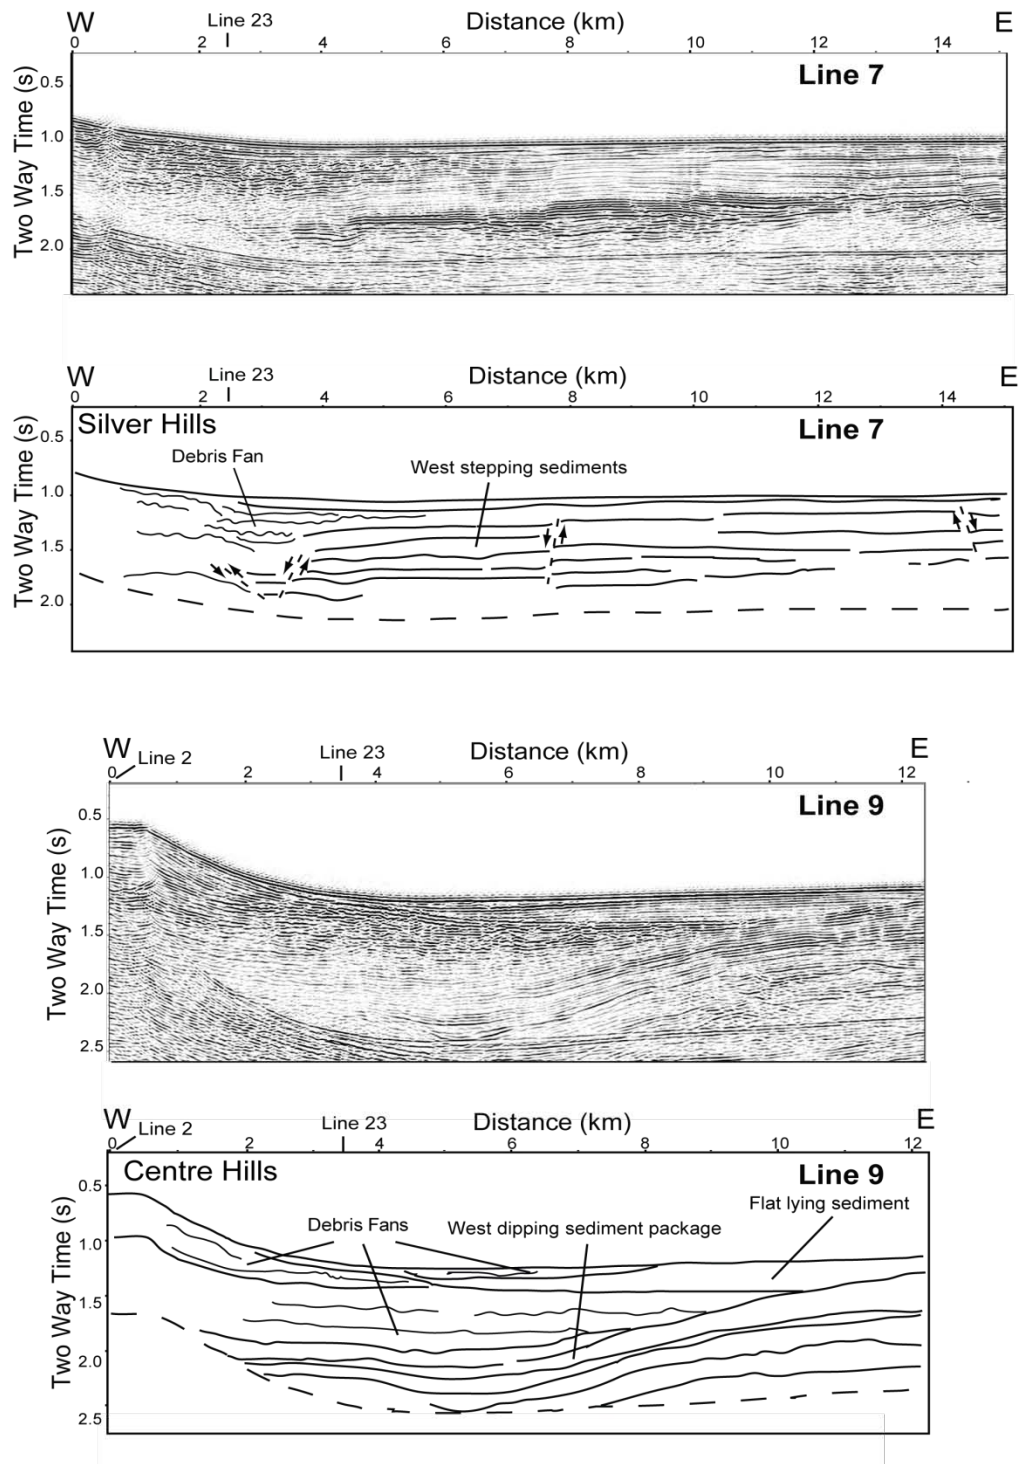 W Line 23 Distance (km) E
0 2 4 6 8 10 12 14
Line 7
Two Way Time (s)
0.5
1.0
1.5
2.0
W Line 23 Distance (km) E
0 2 4 6 8 10 12 14
Silver Hills
Line 7
Debris Fan
West stepping sediments
Two Way Time (s)
0.5
1.0
1.5
2.0
W Line 2 Line 23 Distance (km) E
0 2 4 6 8 10 12
Line 9
Two Way Time (s)
0.5
1.0
1.5
2.0
2.5
W Line 2 Line 23 Distance (km) E
0 2 4 6 8 10 12
Centre Hills
Line 9
Flat lying sediment
Debris Fans
West dipping sediment package
Two Way Time (s)
0.5
1.0
1.5
2.0
2.5